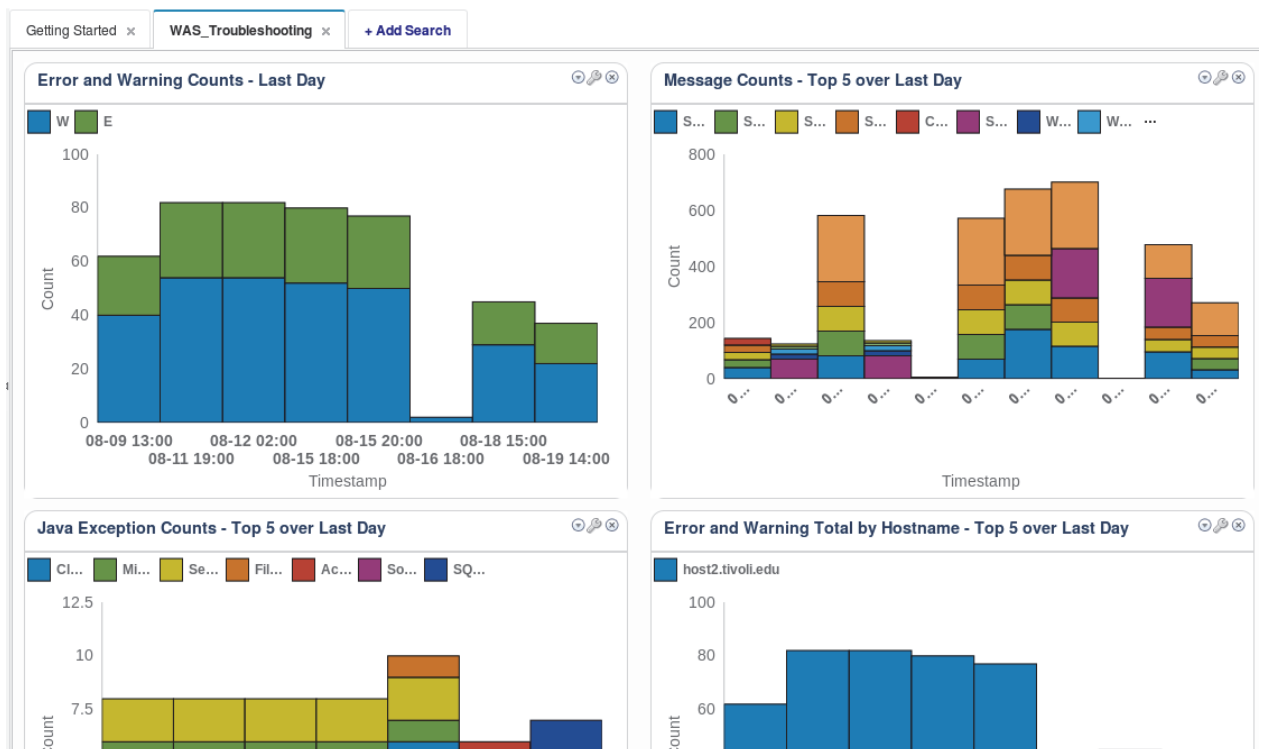 Getting Started × WAS_Troubleshooting × + Add Search
Error and Warning Counts - Last Day
W E
100
80
60
40
20
0
Count
08-09 13:00 08-12 02:00 08-15 20:00 08-18 15:00
08-11 19:00 08-15 18:00 08-16 18:00 08-19 14:00
Timestamp
Message Counts - Top 5 over Last Day
S... S... S... S... C... S... W... W... ...
800
600
400
200
0
Count
0... 0... 0... 0... 0... 0... 0... 0... 0... 0... 0...
Timestamp
Java Exception Counts - Top 5 over Last Day
Cl... Mi... Se... Fil... Ac... So... SQ...
12.5
10
7.5
Error and Warning Total by Hostname - Top 5 over Last Day
host2.tivoli.edu
100
80
60